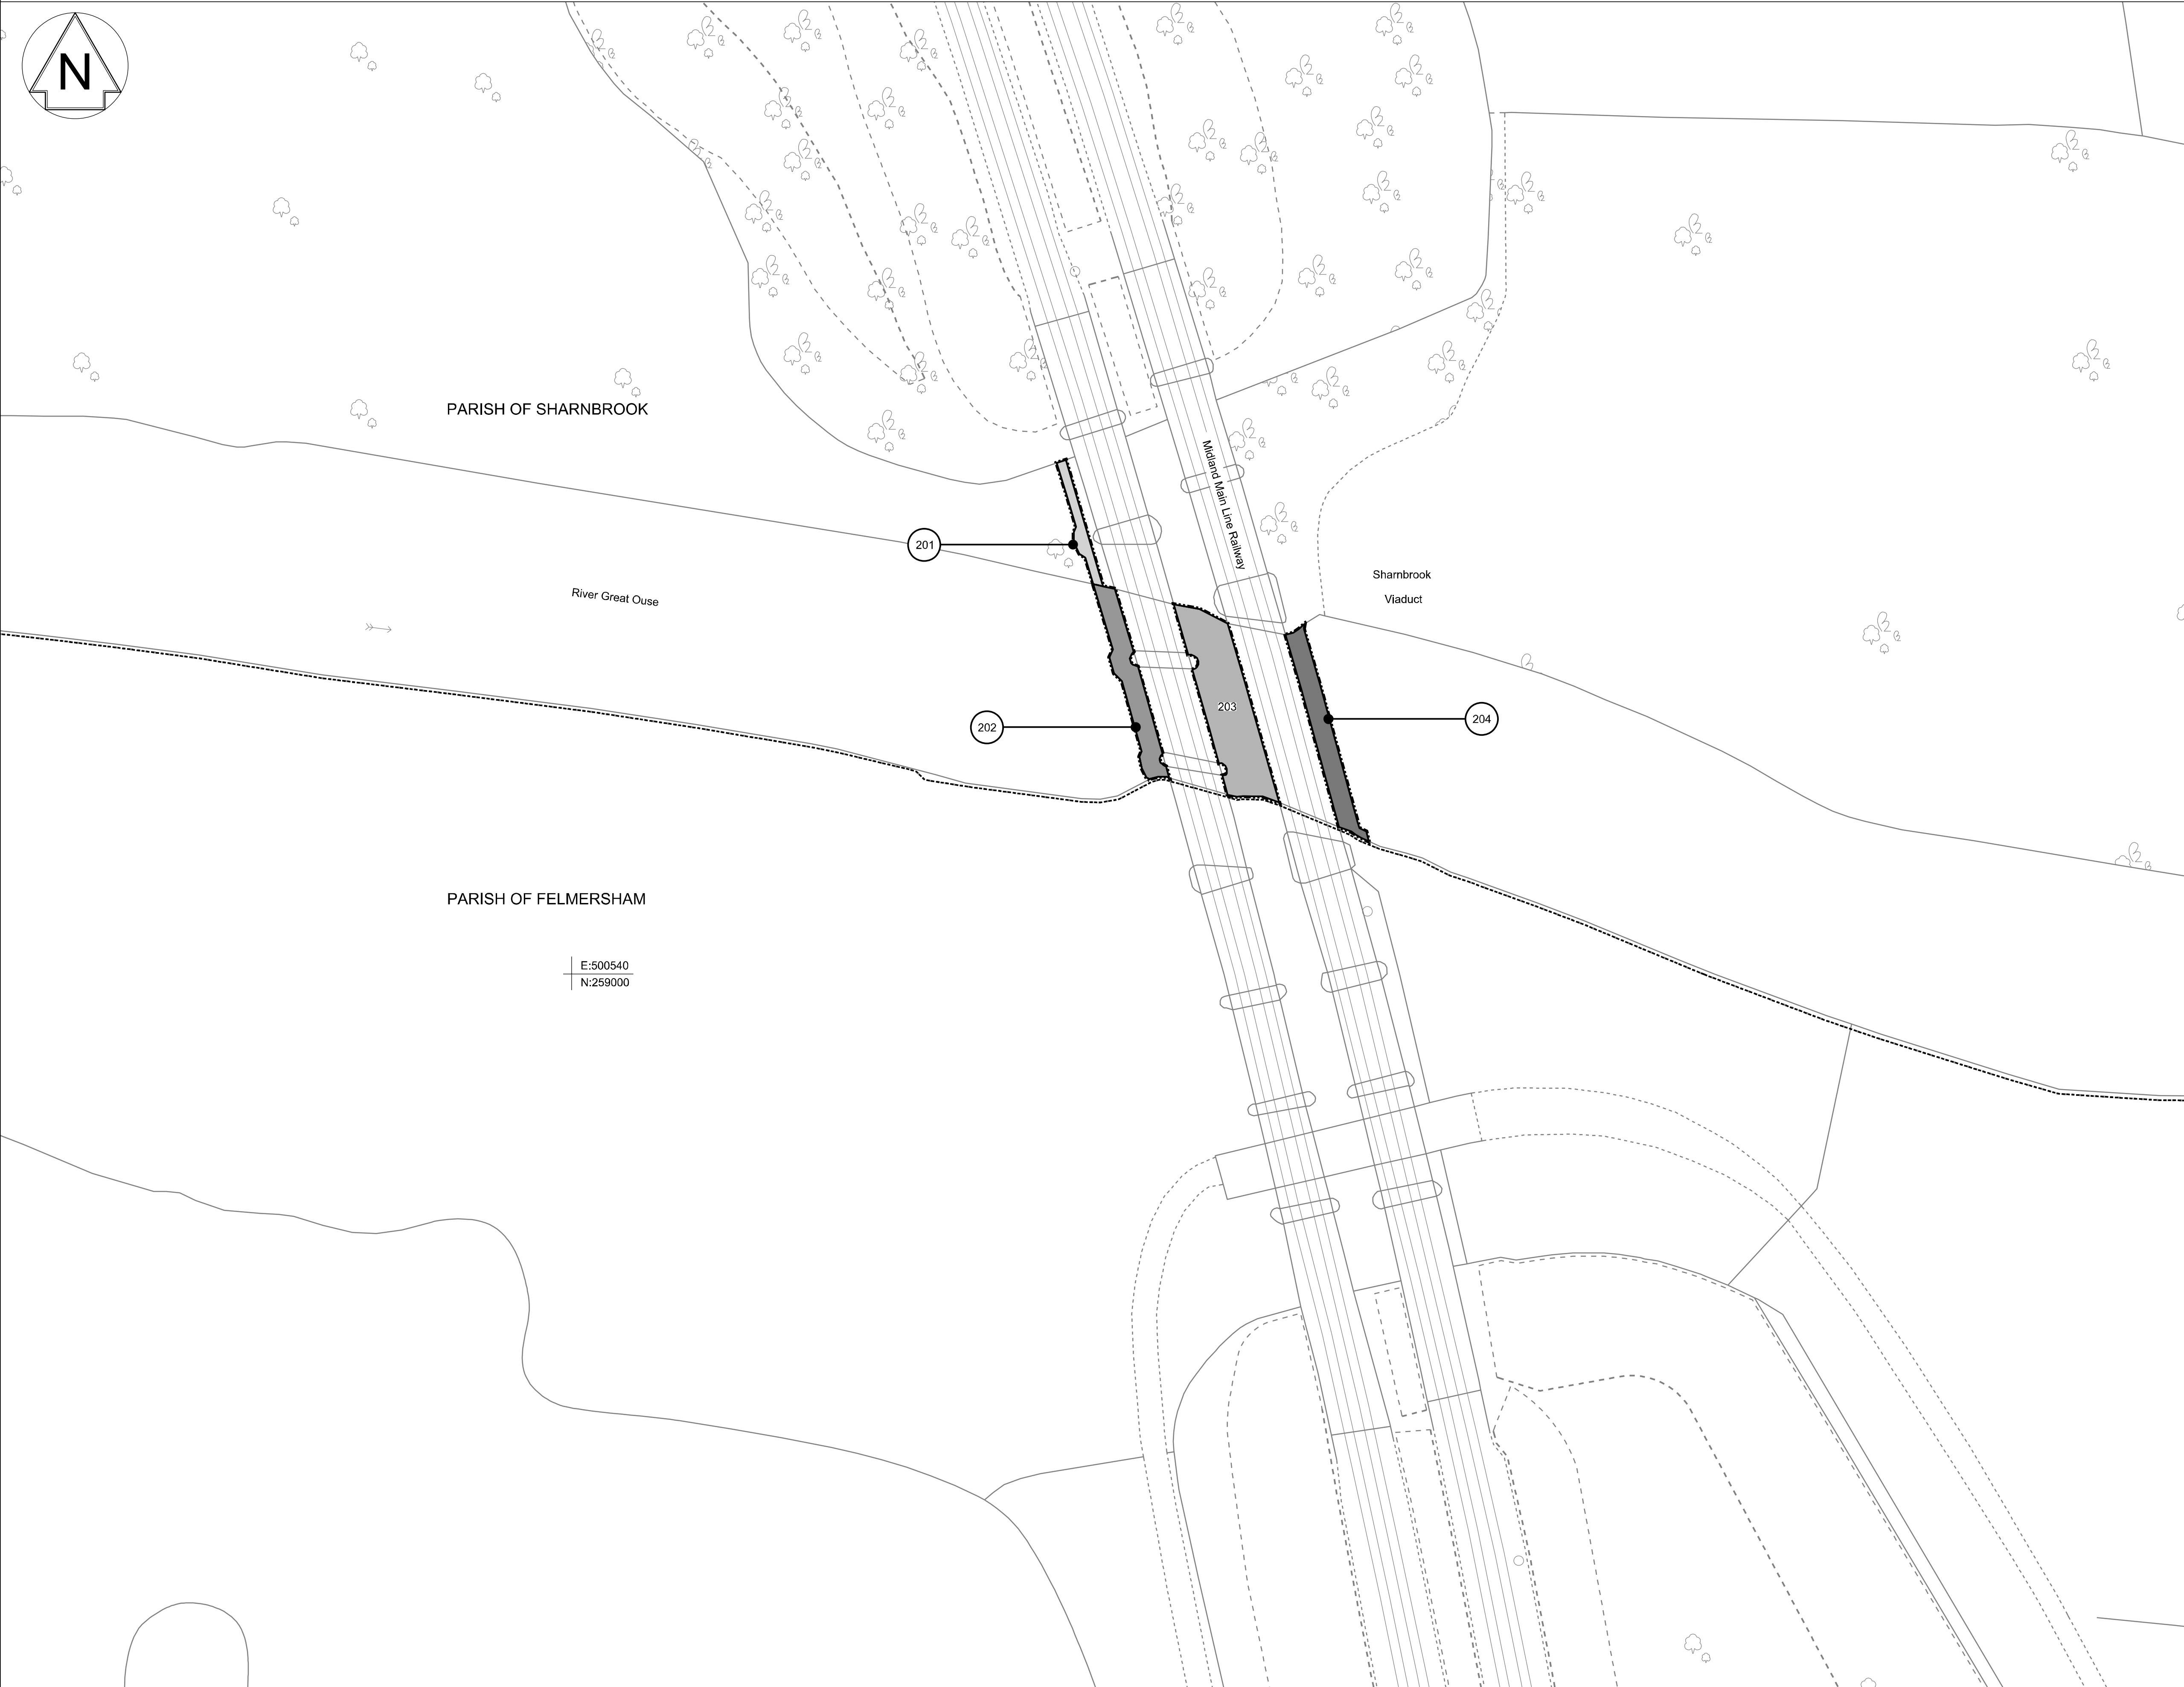 N
PARISH OF SHARNBROOK
Midland Main Line Railway
201
Sharnbrook
Viaduct
River Great Ouse
203
204
202
PARISH OF FELMERSHAM
E:500540
N:259000